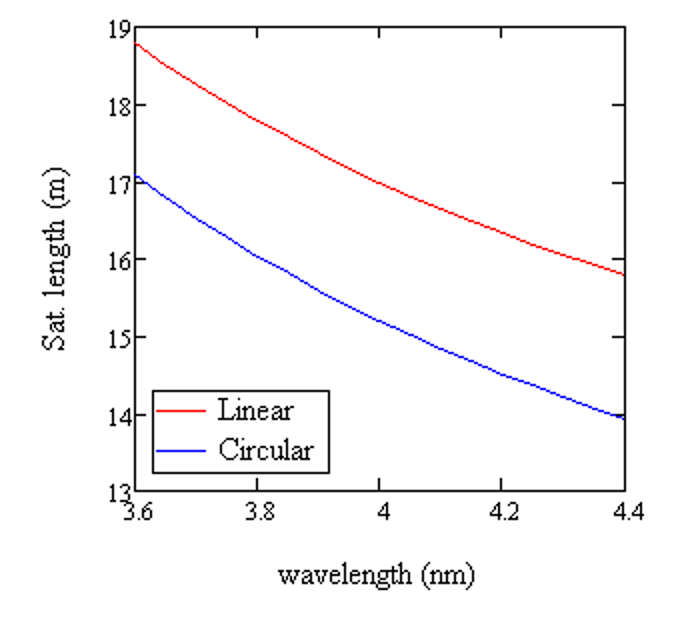 19
18
17
16
15
14
13
Sat. length (m)
Linear
Circular
3.6 3.8 4 4.2 4.4
wavelength (nm)